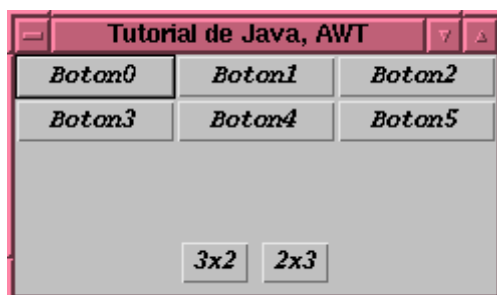 Tutorial de Java, AWT
Boton0 Boton1 Boton2
Boton3 Boton4 Boton5
3x2 2x3